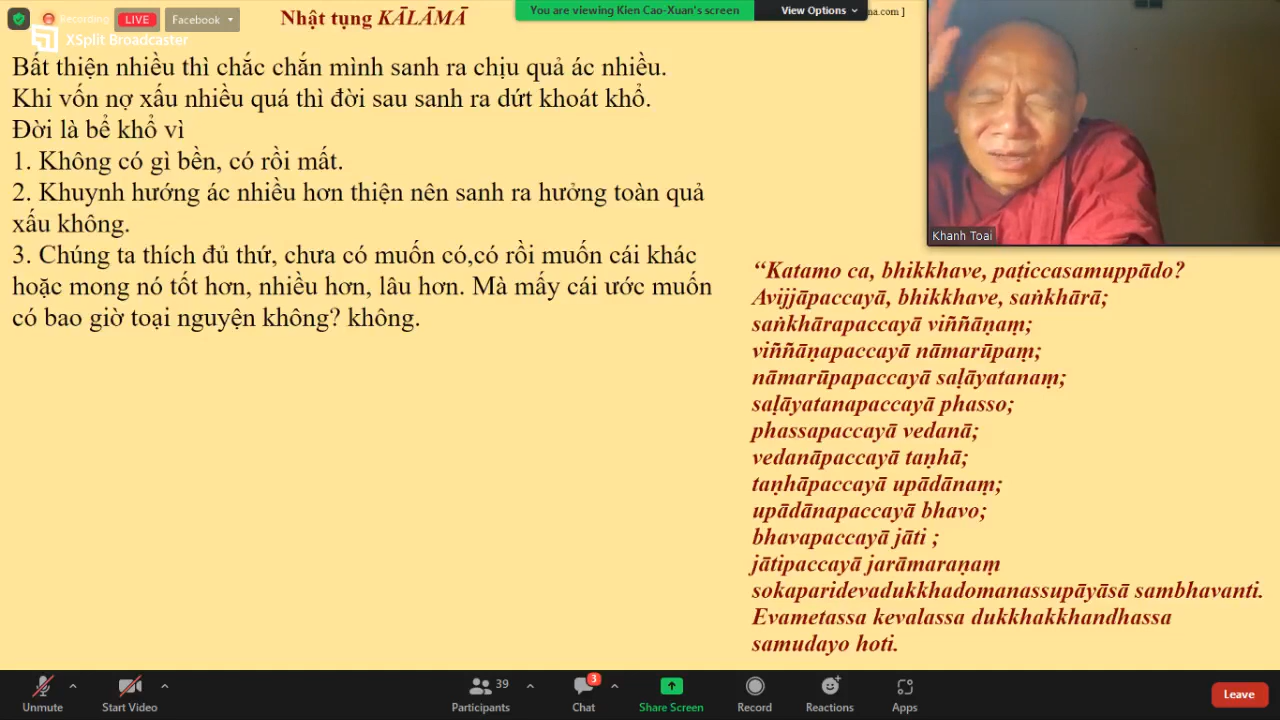 Recording
LIVE
Facebook
XSplit Broadcaster
Nhật tụng KĀLĀMĀ
You are viewing Kien Cao-Xuan's screen
View Options
na.com ]
Bất thiện nhiều thì chắc chắn mình sanh ra chịu quả ác nhiều.
Khi vốn nợ xấu nhiều quá thì đời sau sanh ra dứt khoát khổ.
Đời là bể khổ vì
1. Không có gì bền, có rồi mất.
2. Khuynh hướng ác nhiều hơn thiện nên sanh ra hưởng toàn quả
xấu không.
3. Chúng ta thích đủ thứ, chưa có muốn có,có rồi muốn cái khác
hoặc mong nó tốt hơn, nhiều hơn, lâu hơn. Mà mấy cái ước muốn
có bao giờ toại nguyện không? không.
Khanh Toai
“Katamo ca, bhikkhave, paṭiccasamuppādo?
Avijjāpaccayā, bhikkhave, saṅkhārā;
saṅkhārapaccayā viññāṇaṃ;
viññāṇapaccayā nāmarūpaṃ;
nāmarūpapaccayā saḷāyatanaṃ;
saḷāyatanapaccayā phasso;
phassapaccayā vedanā;
vedanāpaccayā taṇhā;
taṇhāpaccayā upādānaṃ;
upādānapaccayā bhavo;
bhavapaccayā jāti ;
jātipaccayā jarāmaraṇaṃ
sokaparidevadukkhadomanassupāyāsā sambhavanti.
Evametassa kevalassa dukkhakkhandhassa
samudayo hoti.
Unmute
Start Video
39
Participants
3
Chat
Share Screen
Record
Reactions
Apps
Leave